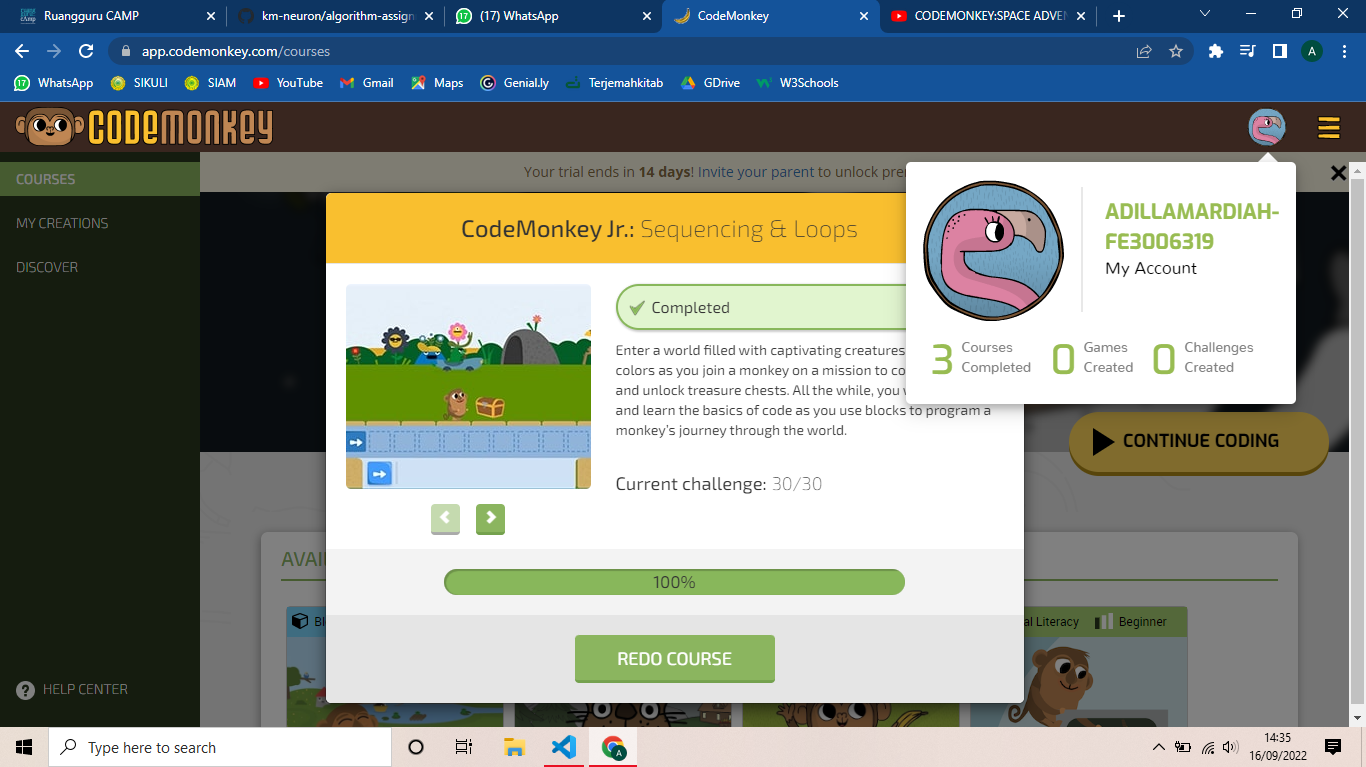 Ruangguru CAMP
km-neuron/algorithm-assign
(17) WhatsApp
CodeMonkey
CODEMONKEY:SPACE ADVEN
app.codemonkey.com/courses
A
17 WhatsApp
SIKULI
SIAM
YouTube
Gmail
Maps
Genial.ly
Terjemahkitab
GDrive
W3Schools
CODEMONKEY
COURSES
MY CREATIONS
DISCOVER
HELP CENTER
Your trial ends in 14 days! Invite your parent to unlock
CodeMonkey Jr.: Sequencing & Loops
Completed
Enter a world filled with captivating creatures
colors as you join a monkey on a mission to
and unlock treasure chests. All the while, you
and learn the basics of code as you use blocks to program a
monkey's journey through the world.
Current challenge: 30/30
100%
REDO COURSE
ADILLAMARDIAH-
FE3006319
My Account
3 Courses
Completed
0 Games
Created
0 Challenges
Created
CONTINUE CODING
Literacy
Beginner
Type here to search
14:35
16/09/2022